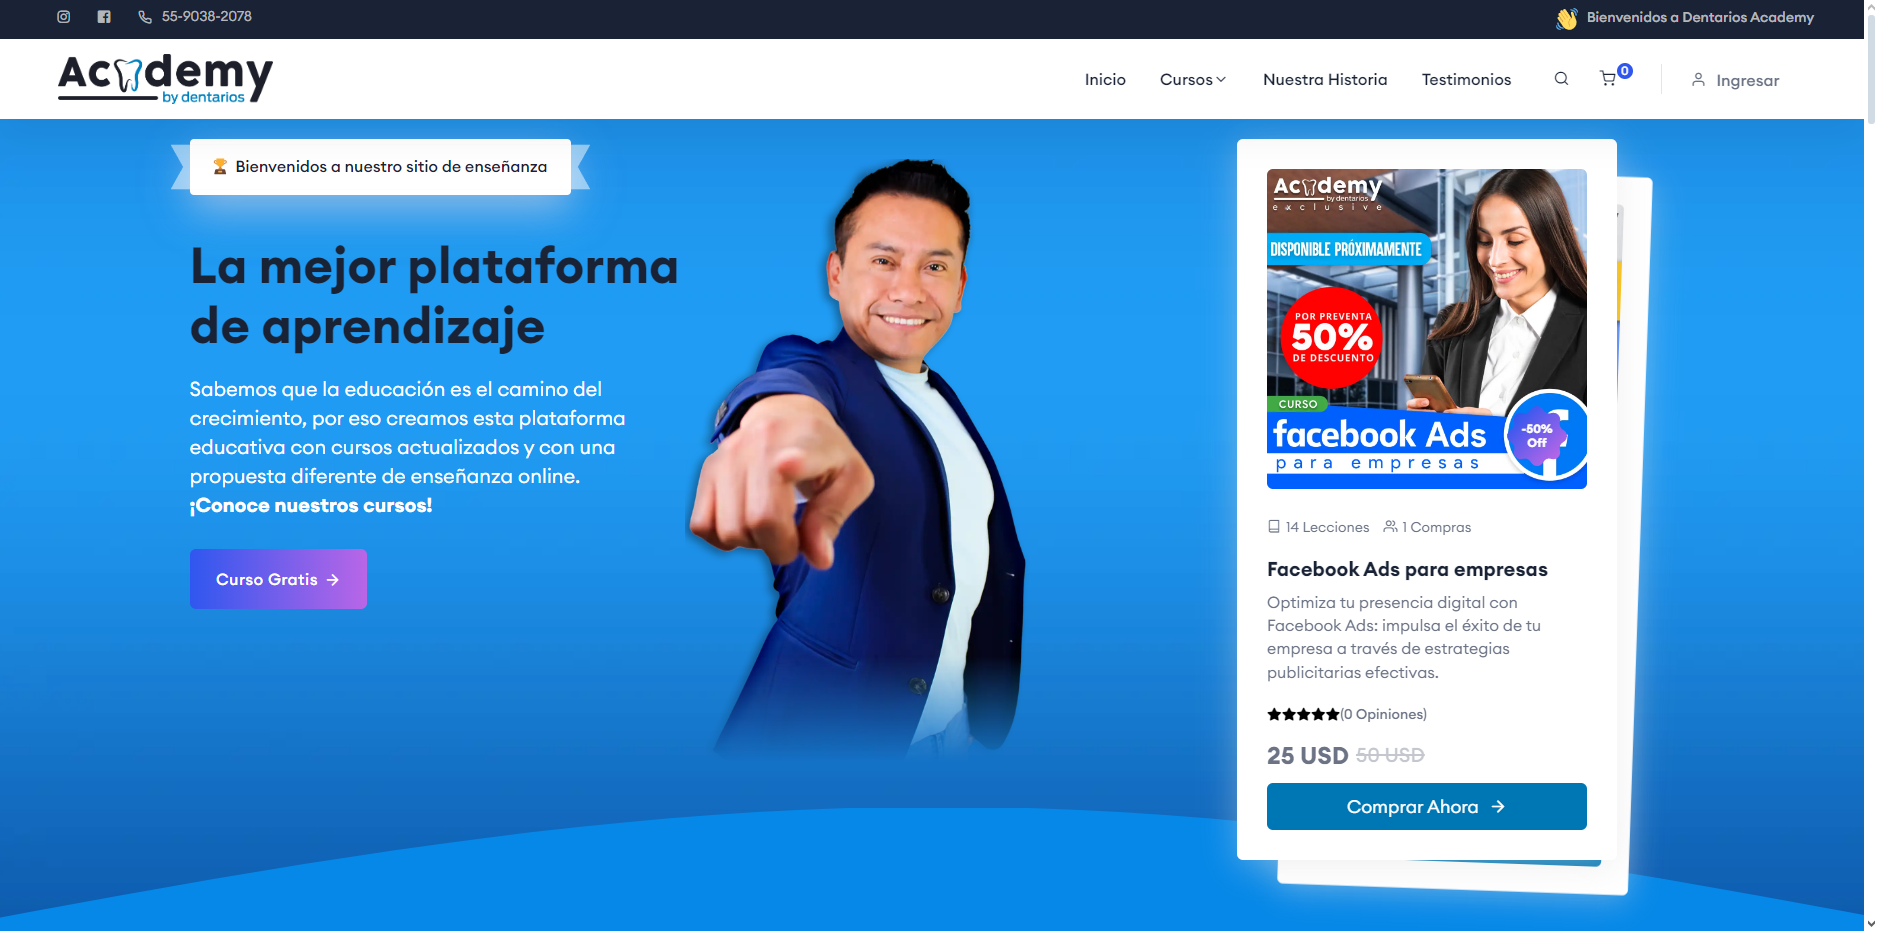 55-9038-2078
Bienvenidos a Dentarios Academy
Academy
by dentarios
Inicio
Cursos
Nuestra Historia
Testimonios
0
Ingresar
Bienvenidos a nuestro sitio de enseñanza
La mejor plataforma
de aprendizaje
Sabemos que la educación es el camino del
crecimiento, por eso creamos esta plataforma
educativa con cursos actualizados y con una
propuesta diferente de enseñanza online.
¡Conoce nuestros cursos!
Curso Gratis
Academy
by dentarios
exclusive
DISPONIBLE PRÓXIMAMENTE
POR PREVENTA
50%
DE DESCUENTO
CURSO
facebook Ads
para empresas
-50%
Off
14 Lecciones
1 Compras
Facebook Ads para empresas
Optimiza tu presencia digital con
Facebook Ads: impulsa el éxito de tu
empresa a través de estrategias
publicitarias efectivas.
(0 Opiniones)
25 USD 50 USD
Comprar Ahora